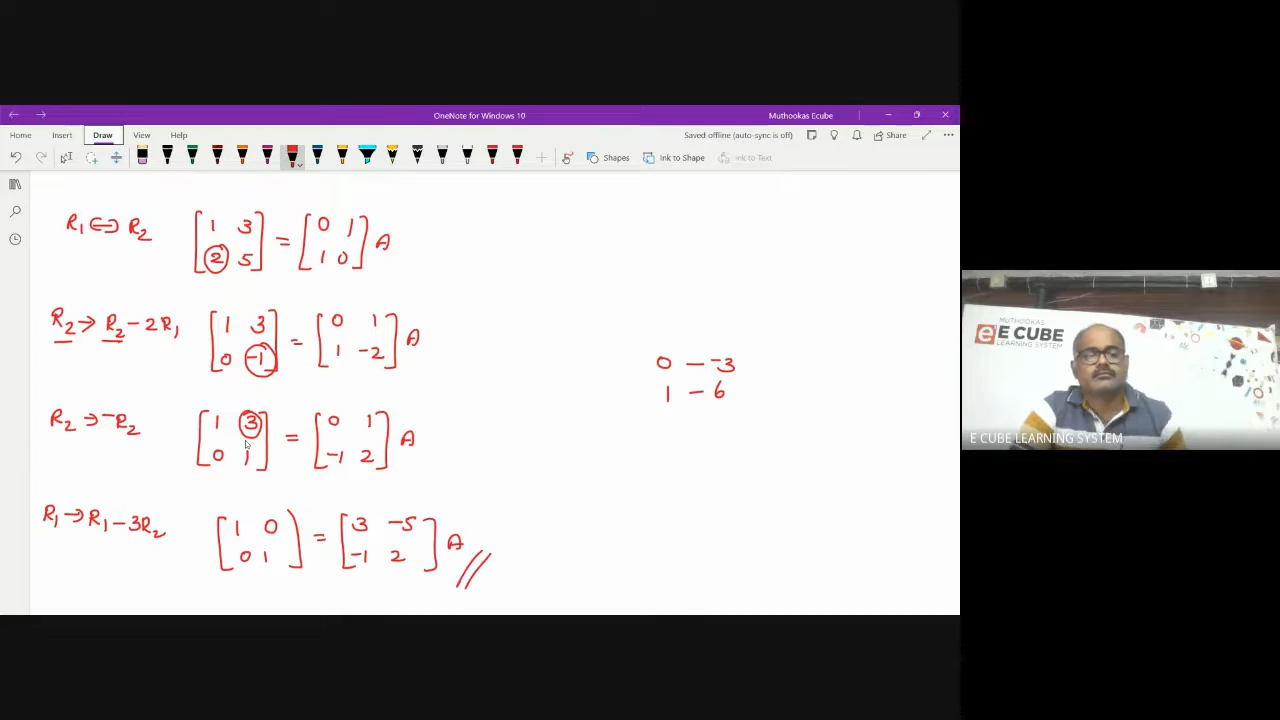 OneNote for Windows 10
Muthookas Ecube
Home Insert Draw View Help
Saved offline (auto-sync is off)
Share
Shapes
Ink to Shape
Ink to Text
R1 ↔ R2 [1 3; 2 5] = [0 1; 1 0] A
R2 → R2 - 2R1 [1 3; 0 -1] = [0 1; 1 -2] A
0 - -3
1 - 6
R2 → -R2 [1 3; 0 1] = [0 1; -1 2] A
R1 → R1 - 3R2 [1 0; 0 1] = [3 -5; -1 2] A //
MUTHOOKAS
e E CUBE
LEARNING SYSTEM
E CUBE LEARNING SYSTEM